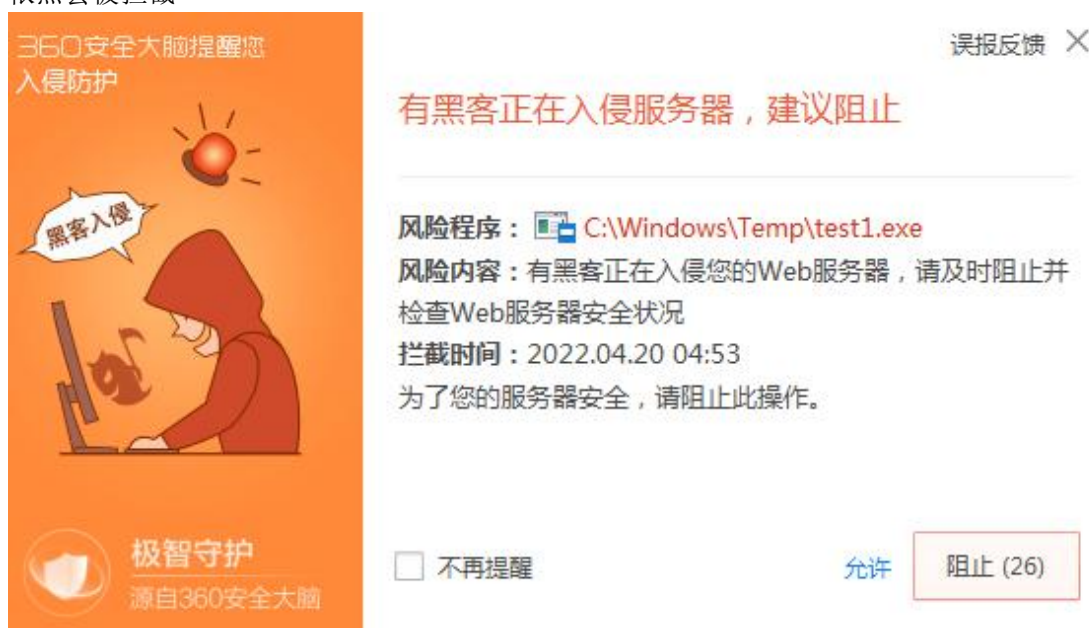 360安全大脑提醒您
入侵防护
黑客入侵
极智守护
源自360安全大脑
误报反馈
有黑客正在入侵服务器，建议阻止
风险程序： C:\Windows\Temp\test1.exe
风险内容：有黑客正在入侵您的Web服务器，请及时阻止并
检查Web服务器安全状况
拦截时间：2022.04.20 04:53
为了您的服务器安全，请阻止此操作。
不再提醒
允许
阻止 (26)